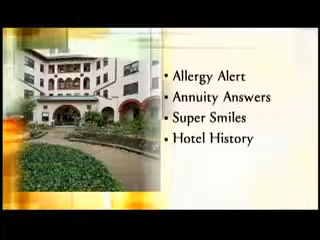 • Allergy Alert
• Annuity Answers
• Super Smiles
• Hotel History